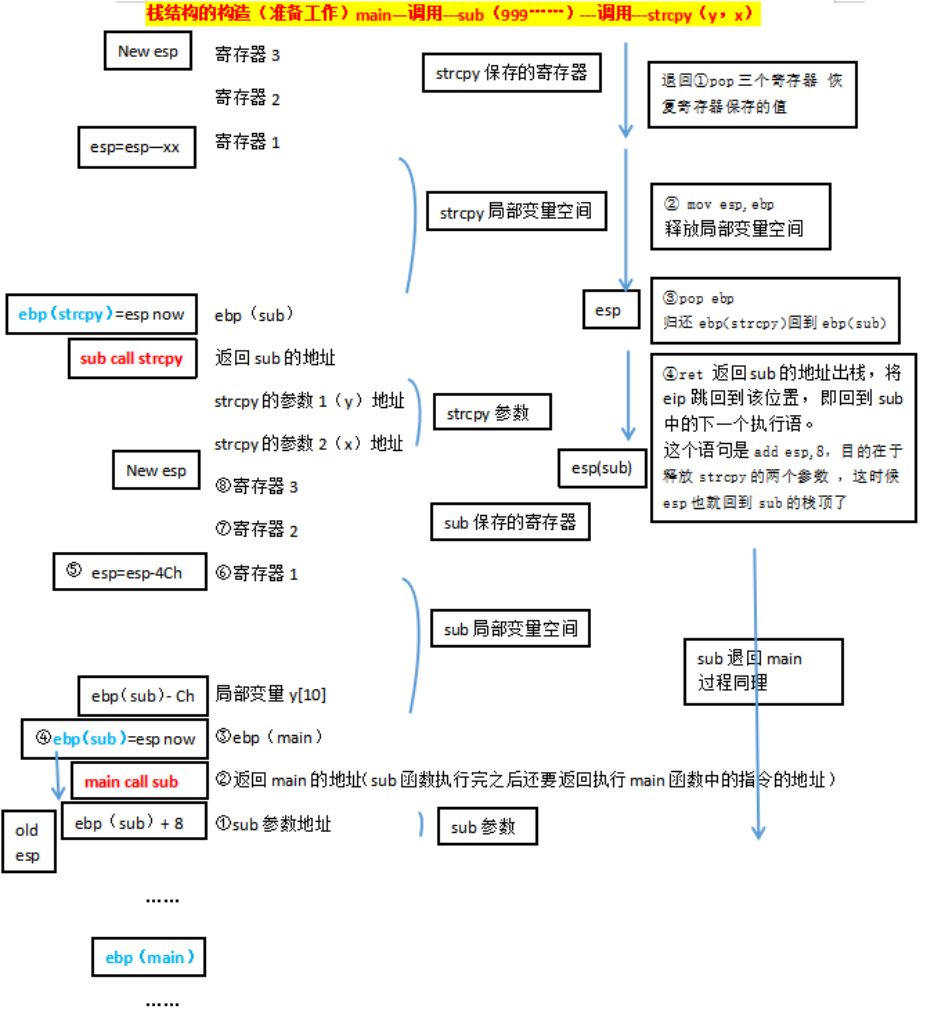 栈结构的构造（准备工作）main—调用---sub（999……）---调用---strcpy（y，x）
New esp
寄存器 3
strcpy 保存的寄存器
退回①pop 三个寄存器 恢
复寄存器保存的值
寄存器 2
esp=esp—xx
寄存器 1
strcpy 局部变量空间
② mov esp,ebp
释放局部变量空间
ebp（strcpy）=esp now
ebp（sub）
esp
③pop ebp
归还 ebp(strcpy)回到 ebp(sub)
sub call strcpy
返回 sub 的地址
④ret 返回 sub 的地址出栈，将
eip 跳回到该位置，即回到 sub
中的下一个执行语。
这个语句是 add esp,8，目的在于
释放 strcpy 的两个参数 ，这时候
esp 也就回到 sub 的栈顶了
strcpy 的参数 1（y）地址
strcpy 参数
strcpy 的参数 2（x）地址
New esp
esp(sub)
⑧寄存器 3
⑦寄存器 2
sub 保存的寄存器
⑤ esp=esp-4Ch
⑥寄存器 1
sub 局部变量空间
sub 退回 main
过程同理
ebp（sub）- Ch
局部变量 y[10]
④ebp（sub）=esp now
③ebp（main）
main call sub
②返回 main 的地址（sub 函数执行完之后还要返回执行 main 函数中的指令的地址）
ebp（sub）+ 8
①sub 参数地址
sub 参数
old
esp
……
ebp（main）
……